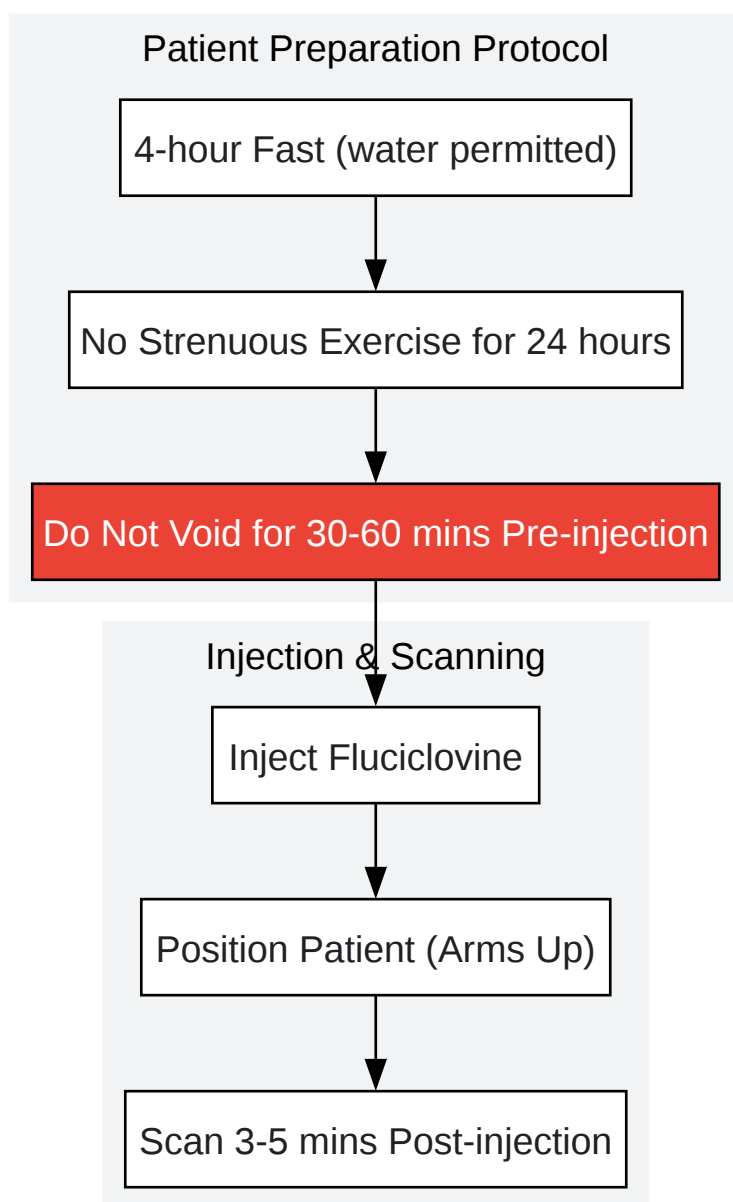 Patient Preparation Protocol
4-hour Fast (water permitted)
No Strenuous Exercise for 24 hours
Do Not Void for 30-60 mins Pre-injection
Injection & Scanning
Inject Fluciclovine
Position Patient (Arms Up)
Scan 3-5 mins Post-injection